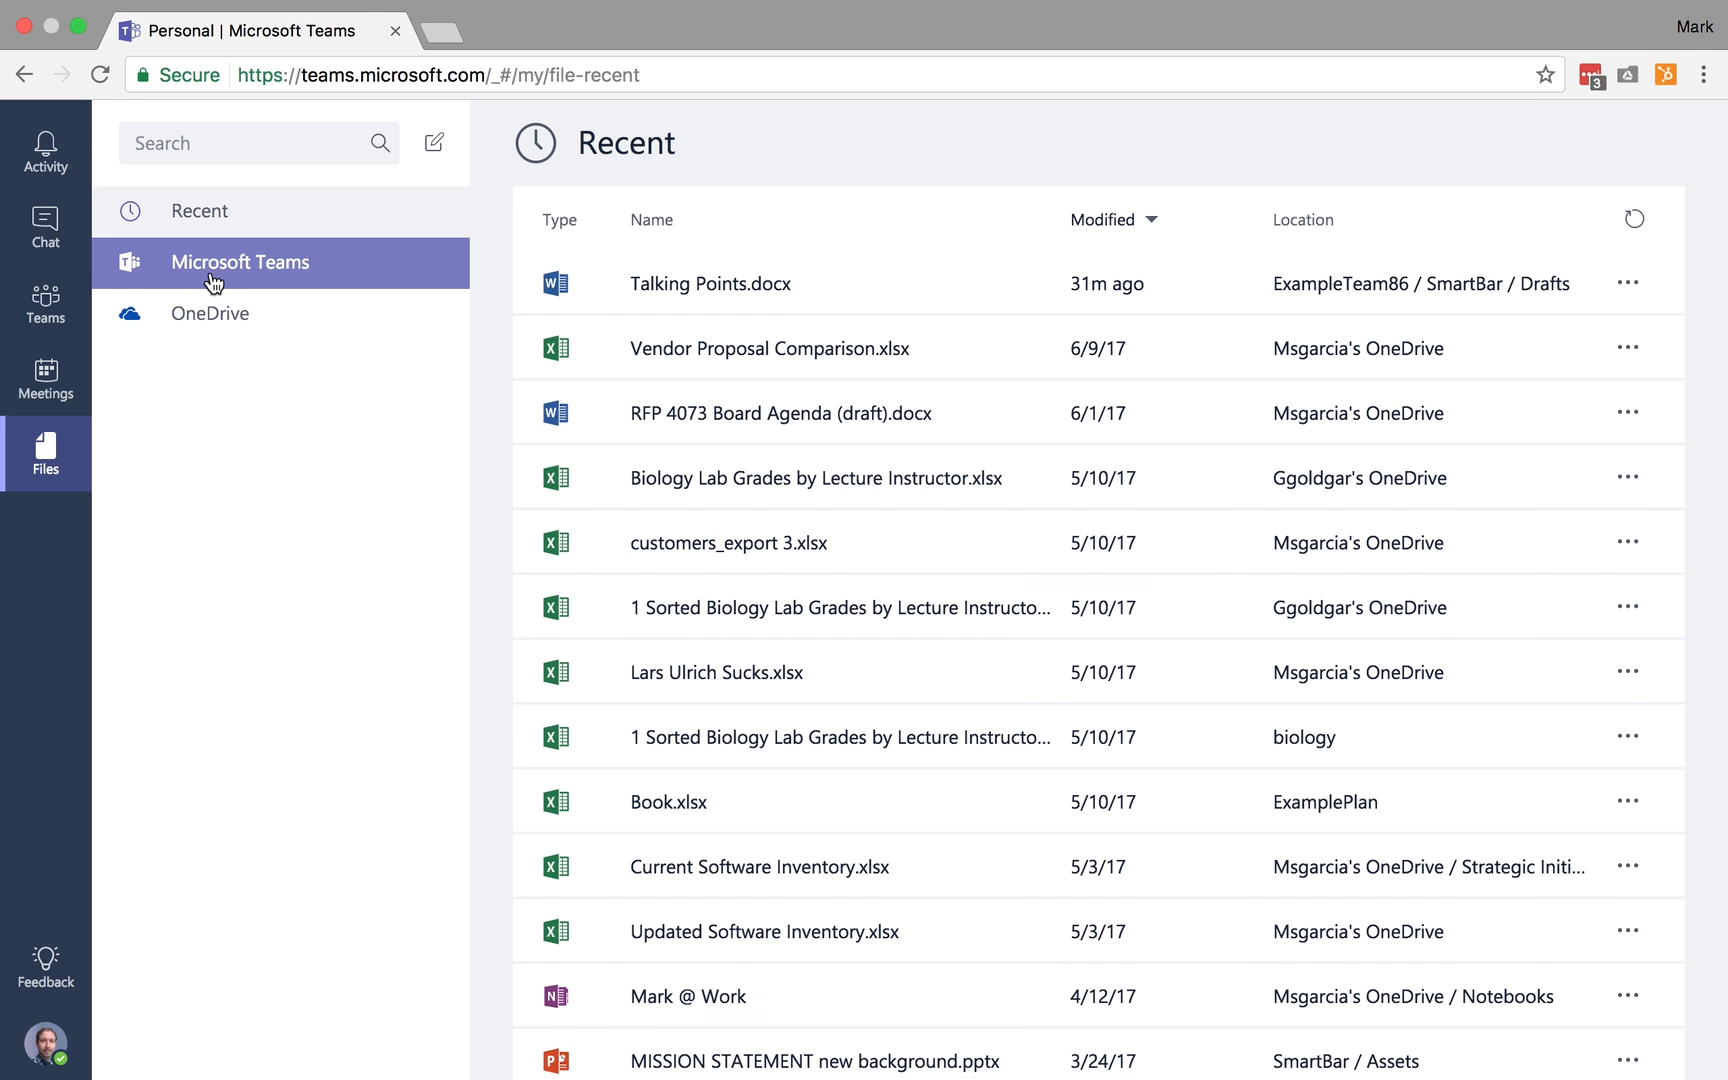 Personal | Microsoft Teams
Mark
Secure https://teams.microsoft.com/_#/my/file-recent
3
Activity
Chat
Teams
Meetings
Files
Feedback
Search
Recent
Microsoft Teams
OneDrive
Recent
Type Name Modified Location
Talking Points.docx 31m ago ExampleTeam86 / SmartBar / Drafts
Vendor Proposal Comparison.xlsx 6/9/17 Msgarcia's OneDrive
RFP 4073 Board Agenda (draft).docx 6/1/17 Msgarcia's OneDrive
Biology Lab Grades by Lecture Instructor.xlsx 5/10/17 Ggoldgar's OneDrive
customers_export 3.xlsx 5/10/17 Msgarcia's OneDrive
1 Sorted Biology Lab Grades by Lecture Instructo... 5/10/17 Ggoldgar's OneDrive
Lars Ulrich Sucks.xlsx 5/10/17 Msgarcia's OneDrive
1 Sorted Biology Lab Grades by Lecture Instructo... 5/10/17 biology
Book.xlsx 5/10/17 ExamplePlan
Current Software Inventory.xlsx 5/3/17 Msgarcia's OneDrive / Strategic Initi...
Updated Software Inventory.xlsx 5/3/17 Msgarcia's OneDrive
Mark @ Work 4/12/17 Msgarcia's OneDrive / Notebooks
MISSION STATEMENT new background.pptx 3/24/17 SmartBar / Assets